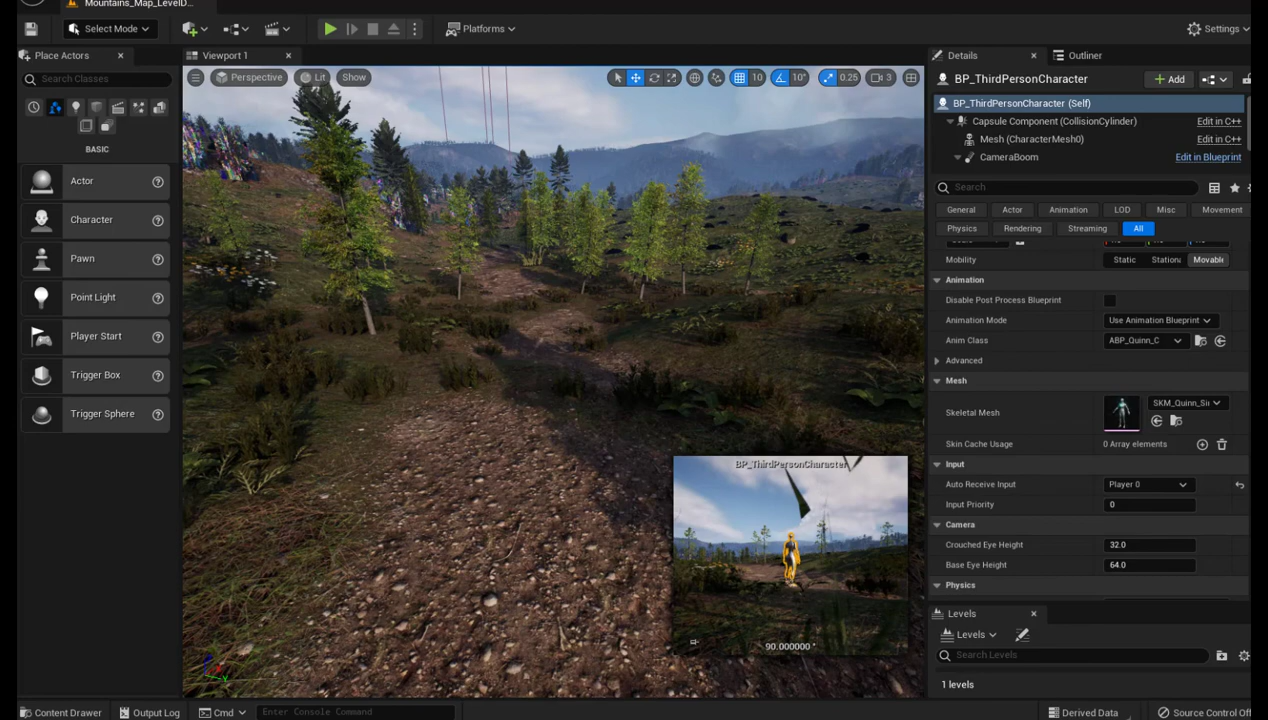 Mountains_Map_LevelD...
Select Mode
Platforms
Settings
Place Actors
Viewport 1
Details
Outliner
Search Classes
Perspective
Lit
Show
10
10°
0.25
3
BP_ThirdPersonCharacter
Add
BP_ThirdPersonCharacter (Self)
Capsule Component (CollisionCylinder)
Edit in C++
Mesh (CharacterMesh0)
Edit in C++
CameraBoom
Edit in Blueprint
BASIC
Actor
Character
Pawn
Point Light
Player Start
Trigger Box
Trigger Sphere
Search
General
Actor
Animation
LOD
Misc
Movement
Physics
Rendering
Streaming
All
Mobility
Static
Station
Movabl
Animation
Disable Post Process Blueprint
Animation Mode
Use Animation Blueprint
Anim Class
ABP_Quinn_C
Advanced
Mesh
Skeletal Mesh
SKM_Quinn_Si
Skin Cache Usage
0 Array elements
Input
Auto Receive Input
Player 0
Input Priority
0
Camera
Crouched Eye Height
32.0
Base Eye Height
64.0
Physics
BP_ThirdPersonCharacter
90.000000 °
Levels
Levels
Search Levels
1 levels
Content Drawer
Output Log
Cmd
Enter Console Command
Derived Data
Source Control Off